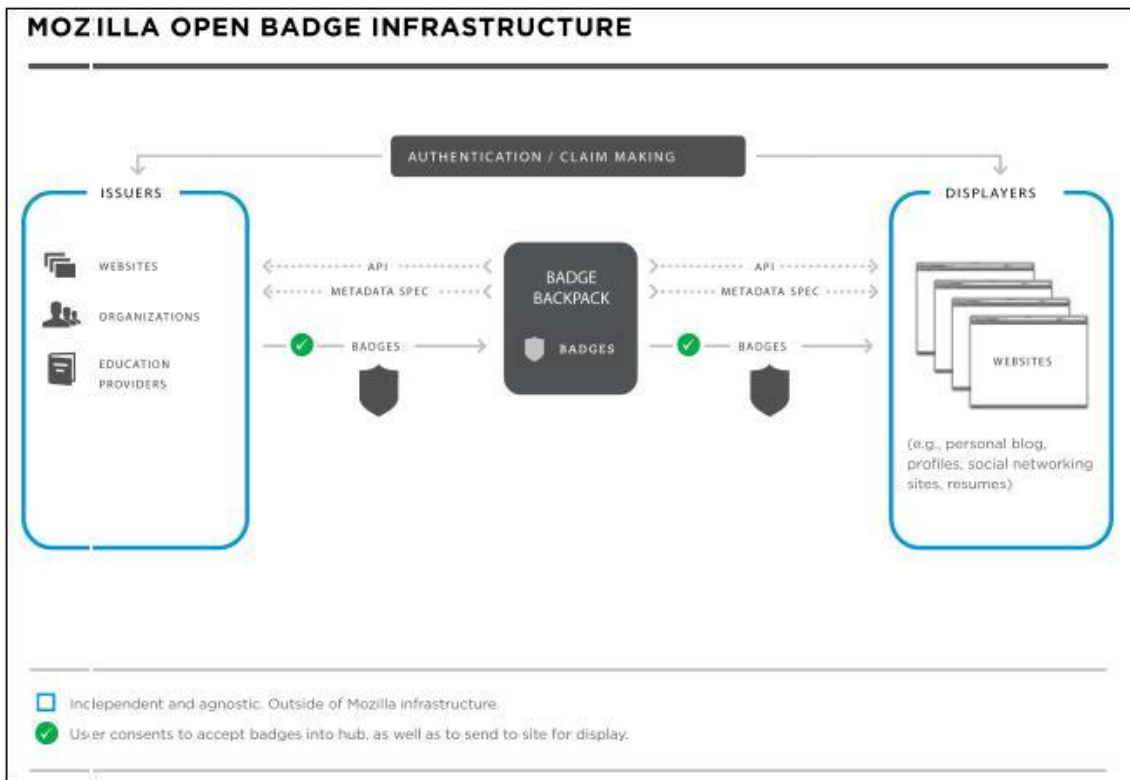 MOZILLA OPEN BADGE INFRASTRUCTURE
AUTHENTICATION / CLAIM MAKING
ISSUERS
WEBSITES
ORGANIZATIONS
EDUCATION
PROVIDERS
API
METADATA SPEC
BADGES
BADGE
BACKPACK
BADGES
API
METADATA SPEC
BADGES
DISPLAYERS
WEBSITES
(e.g., personal blog,
profiles, social networking
sites, resumes)
Independent and agnostic. Outside of Mozilla infrastructure.
User consents to accept badges into hub, as well as to send to site for display.